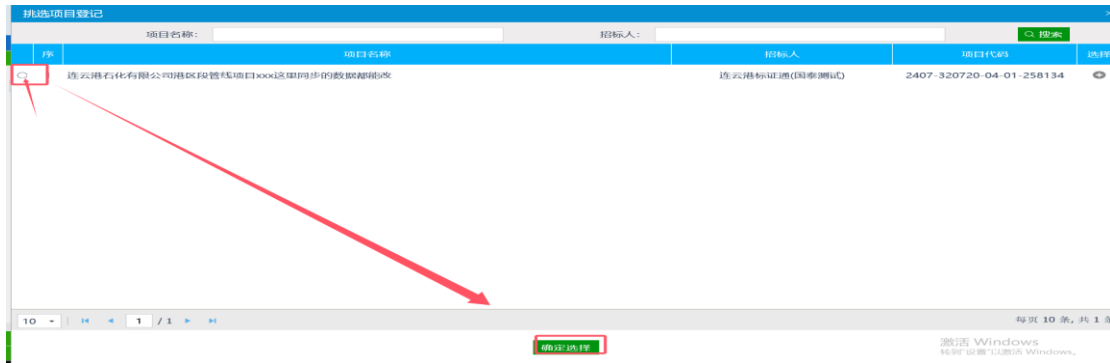 挑选项目登记
项目名称: 招标人: 搜索
序 项目名称 招标人 项目代码 选择
连云港石化有限公司港区段管线项目xxx这里同步的数据都能改 连云港标证通(国泰测试) 2407-320720-04-01-258134
10 1 / 1 每页 10 条, 共 1 条
确定选择
激活 Windows
转到"设置"以激活 Windows。